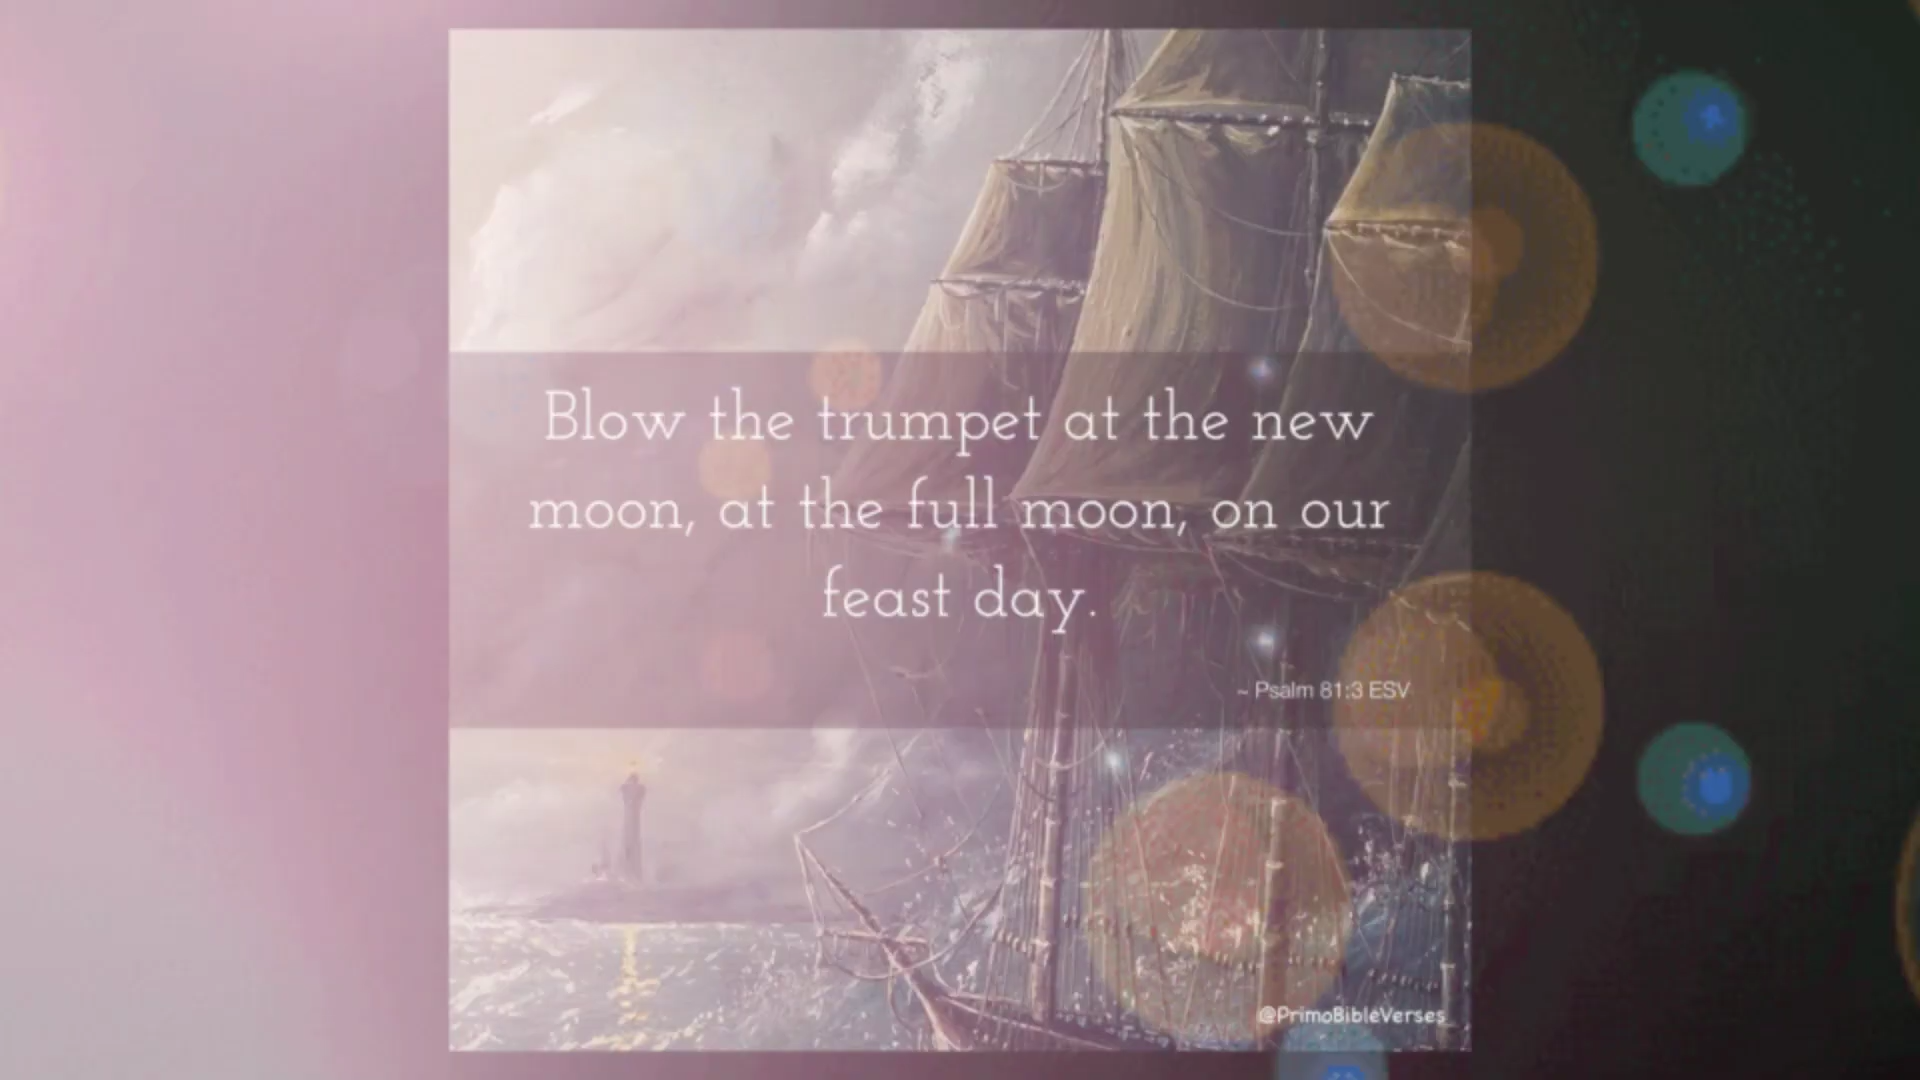 Blow the trumpet at the new
moon, at the full moon, on our
feast day.
~ Psalm 81:3 ESV
@PrimoBibleVerses